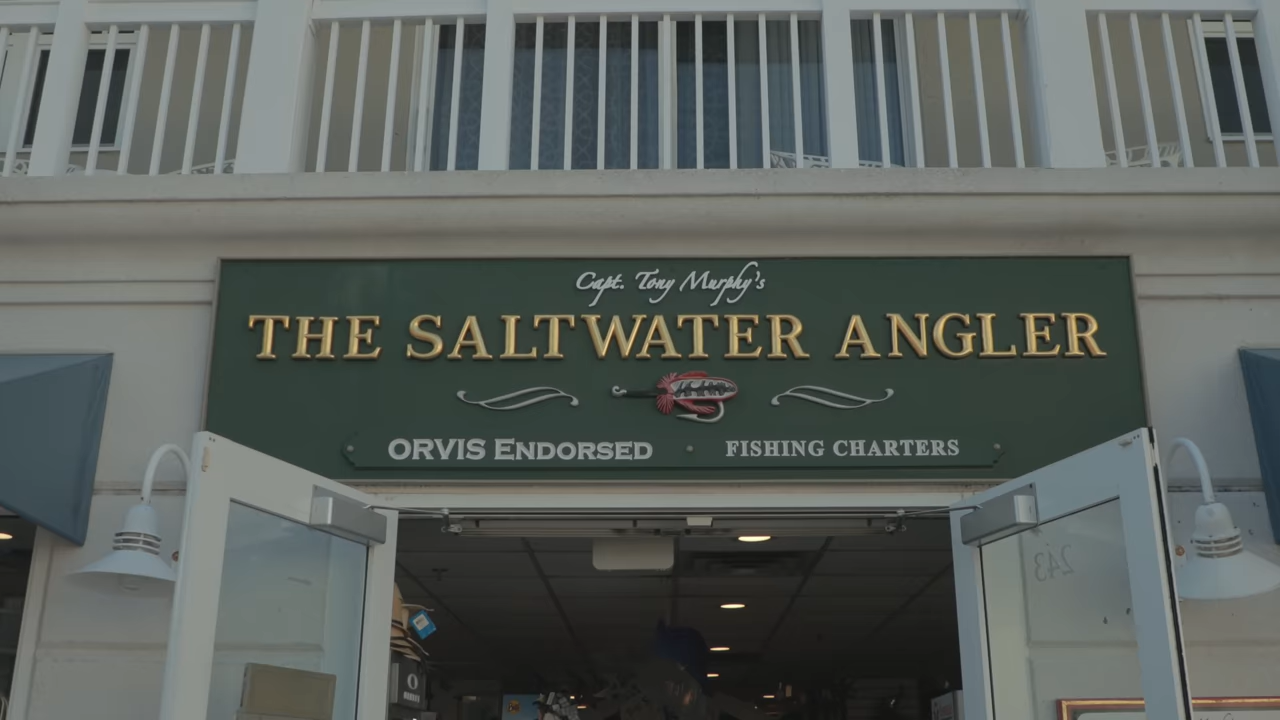 Capt. Tony Murphy's
THE SALTWATER ANGLER
ORVIS ENDORSED · FISHING CHARTERS
243